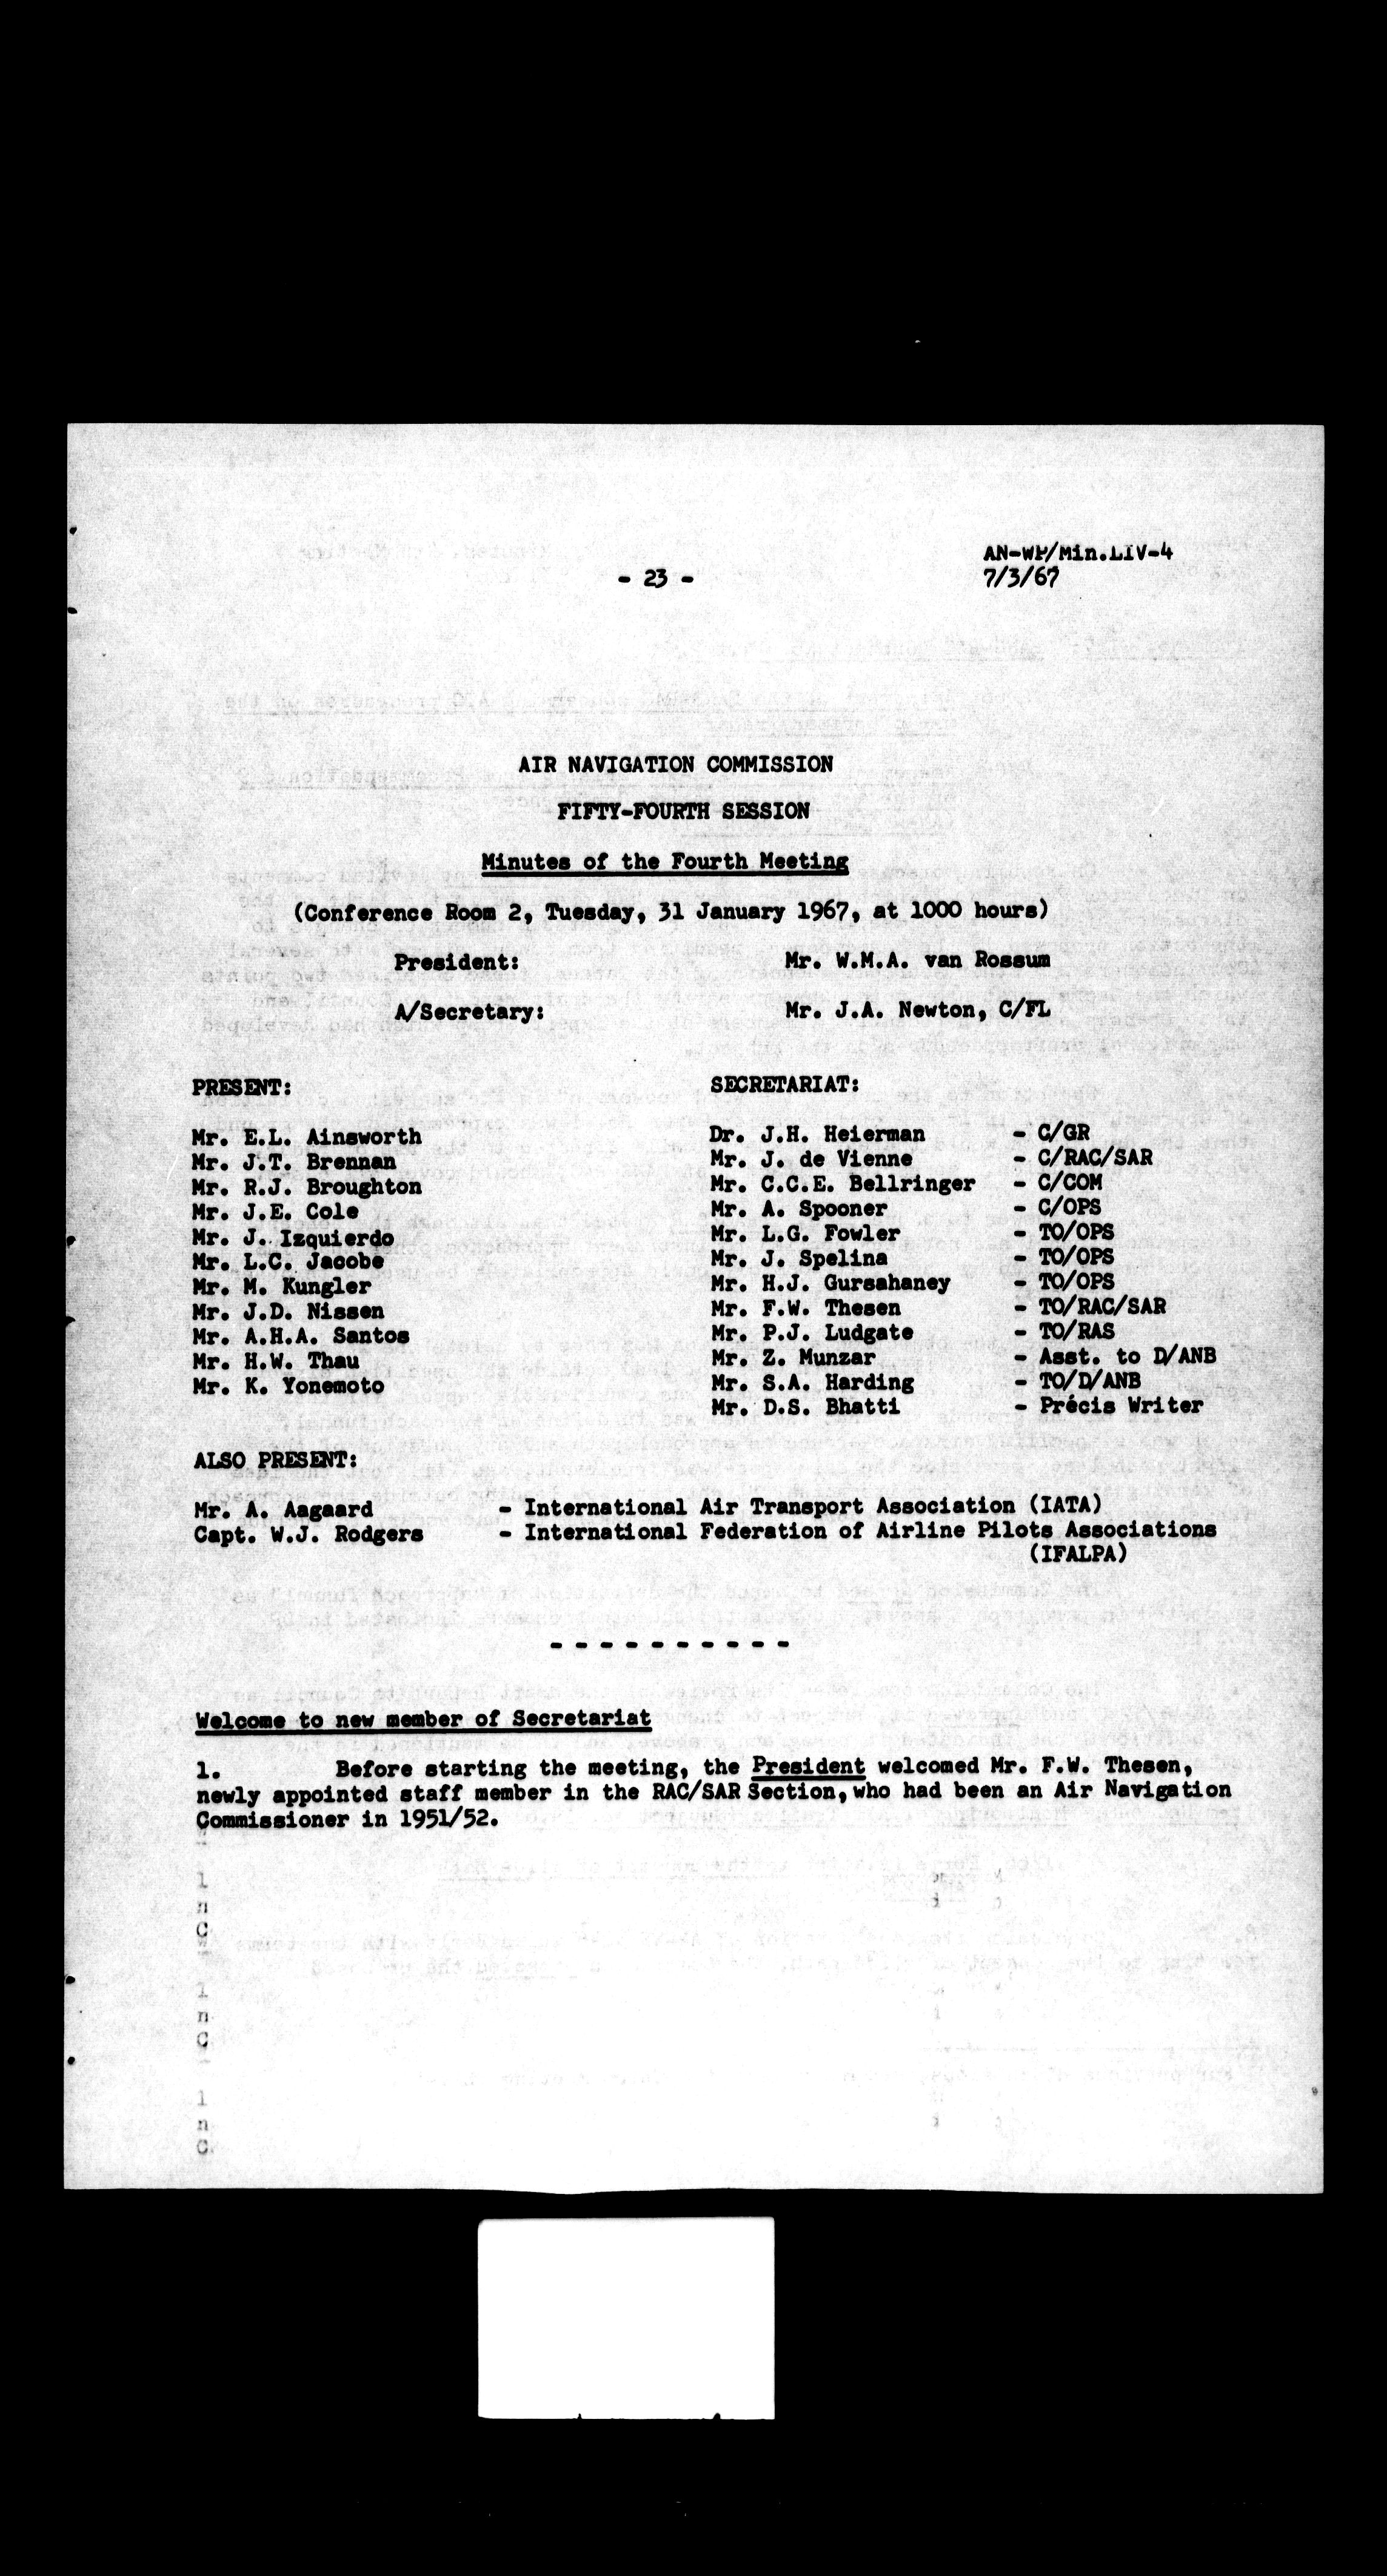 AN-WP/Min.LIV-4
- 23 -
7/3/67
AIR NAVIGATION COMMISSION
FIFTY-FOURTH SESSION
Minutes of the Fourth Meeting
(Conference Room 2, Tuesday, 31 January 1967, at 1000 hours)
President: Mr. W.M.A. van Rossum
A/Secretary: Mr. J.A. Newton, C/FL
PRESENT:
Mr. E.L. Ainsworth
Mr. J.T. Brennan
Mr. R.J. Broughton
Mr. J.E. Cole
Mr. J. Izquierdo
Mr. L.C. Jacobe
Mr. M. Kungler
Mr. J.D. Nissen
Mr. A.H.A. Santos
Mr. H.W. Thau
Mr. K. Yonemoto
SECRETARIAT:
Dr. J.H. Heierman - C/GR
Mr. J. de Vienne - C/RAC/SAR
Mr. C.C.E. Bellringer - C/COM
Mr. A. Spooner - C/OPS
Mr. L.G. Fowler - TO/OPS
Mr. J. Spelina - TO/OPS
Mr. H.J. Gursahaney - TO/OPS
Mr. F.W. Thesen - TO/RAC/SAR
Mr. P.J. Ludgate - TO/RAS
Mr. Z. Munzar - Asst. to D/ANB
Mr. S.A. Harding - TO/D/ANB
Mr. D.S. Bhatti - Précis Writer
ALSO PRESENT:
Mr. A. Aagaard - International Air Transport Association (IATA)
Capt. W.J. Rodgers - International Federation of Airline Pilots Associations
(IFALPA)
- - - - - - - - - -
Welcome to new member of Secretariat
1. Before starting the meeting, the President welcomed Mr. F.W. Thesen,
newly appointed staff member in the RAC/SAR Section, who had been an Air Navigation
Commissioner in 1951/52.